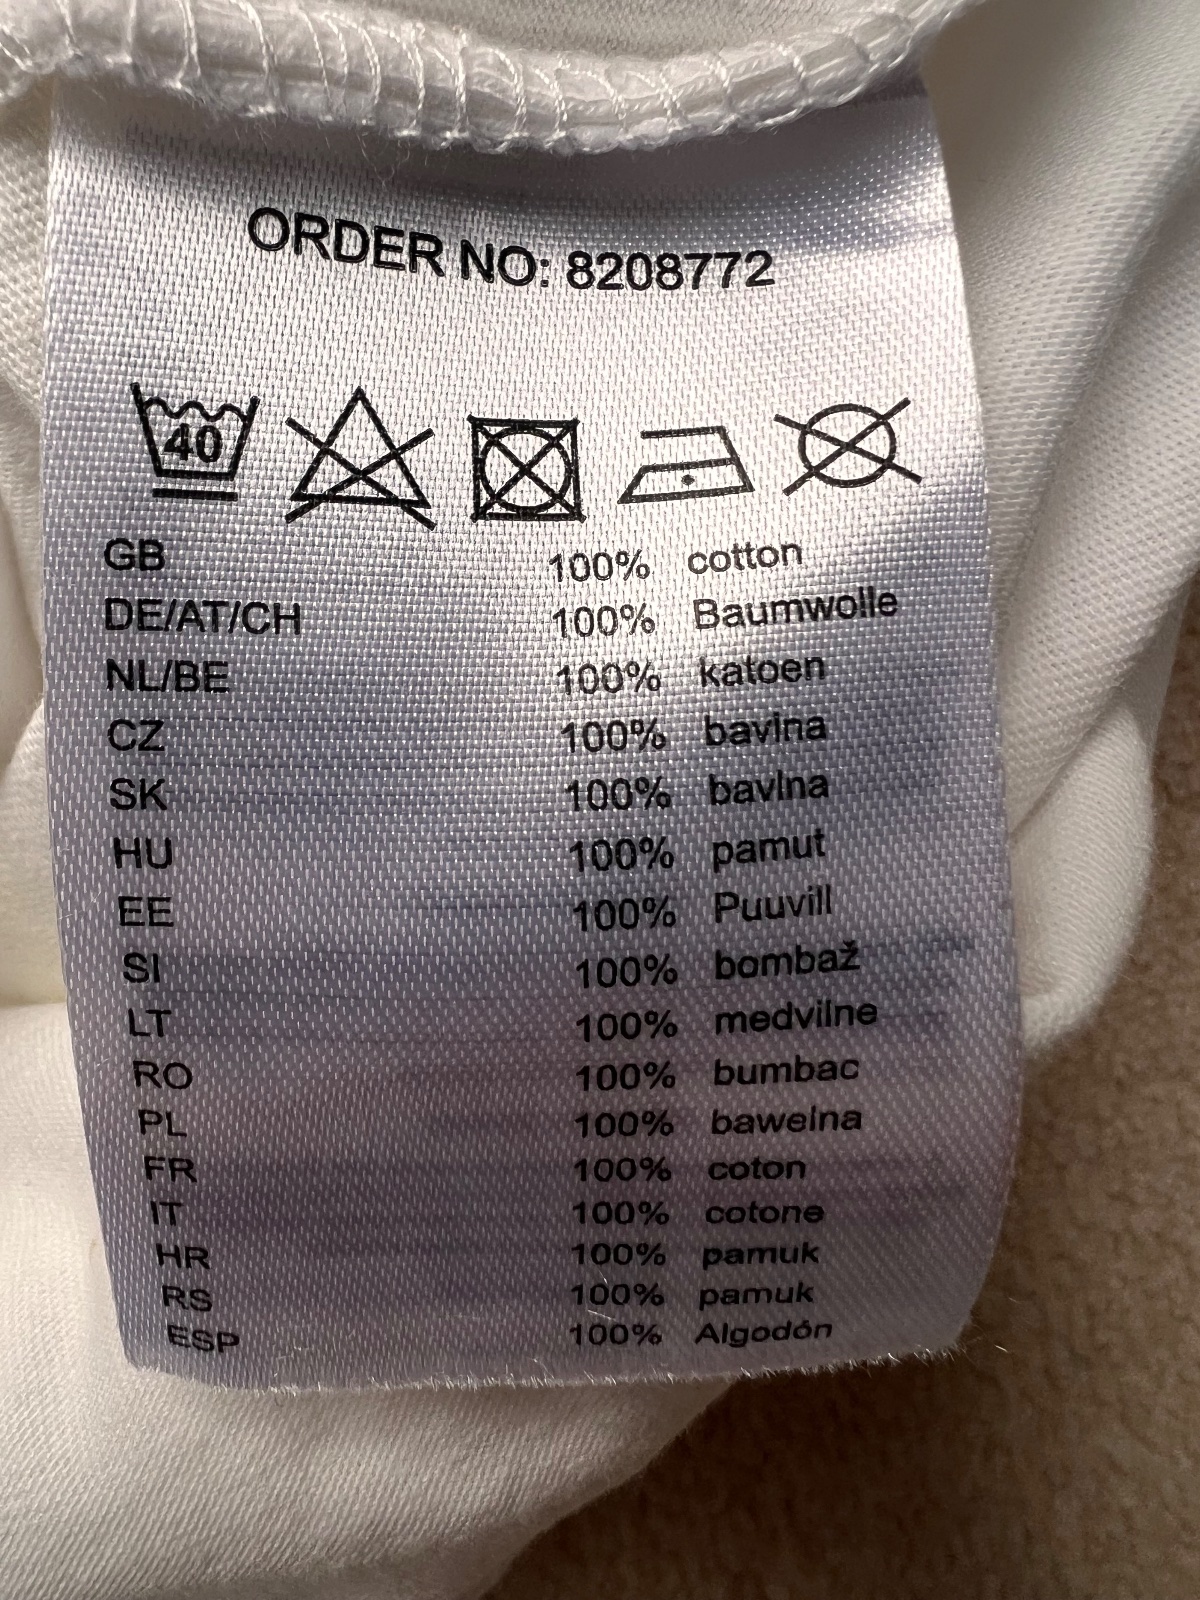 ORDER NO: 8208772
40
GB 100% cotton
DE/AT/CH 100% Baumwolle
NL/BE 100% katoen
CZ 100% bavlna
SK 100% bavlna
HU 100% pamut
EE 100% Puuvill
SI 100% bombaž
LT 100% medvilne
RO 100% bumbac
PL 100% bawelna
FR 100% coton
IT 100% cotone
HR 100% pamuk
RS 100% pamuk
ESP 100% Algodón